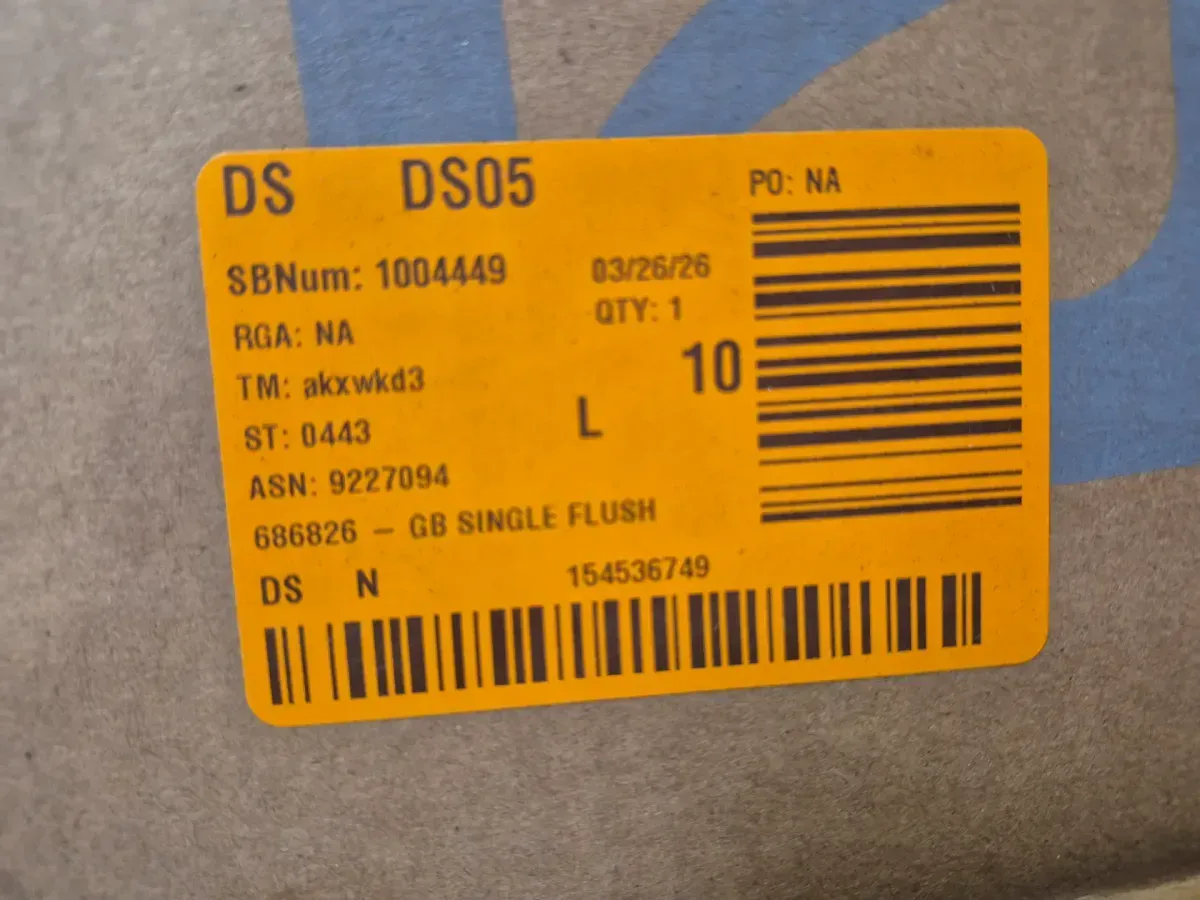 DS DS05
PO: NA
SBNum: 1004449 03/26/26
RGA: NA QTY: 1
TM: akxwkd3 10
ST: 0443 L
ASN: 9227094
686826 – GB SINGLE FLUSH
DS N 154536749